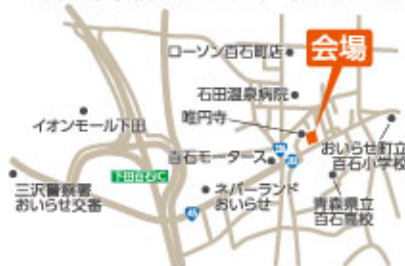 ローソン百石町店
会場
石田温泉病院
イオンモール下田
唯円寺
百石モータース
おいらせ町立
百石小学校
下田百石IC
三沢警察署
おいらせ交番
ネバーランド
おいらせ
青森県立
百石高校
45